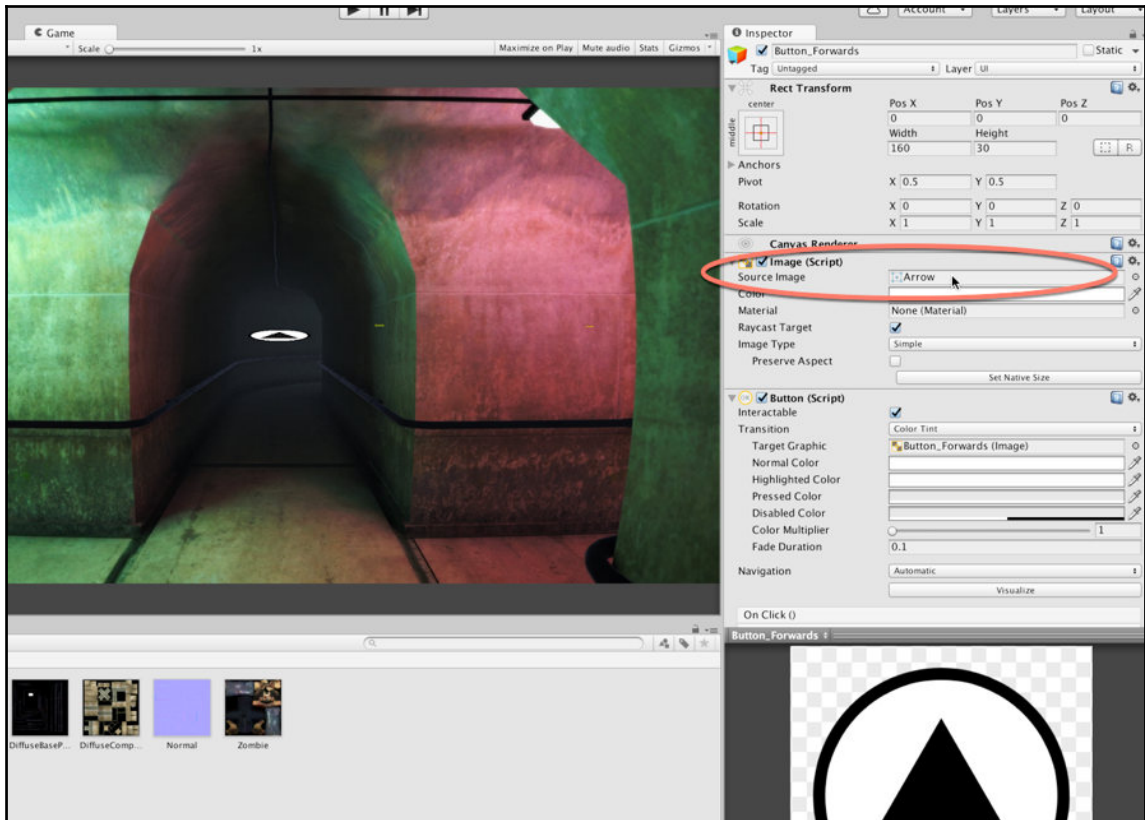 Account
Layers
Layout
Game
Scale
1x
Maximize on Play
Mute audio
Stats
Gizmos
Inspector
Button_Forwards
Static
Tag Untagged
Layer UI
Rect Transform
center
middle
Pos X
Pos Y
Pos Z
0
0
0
Width
Height
160
30
R
Anchors
Pivot
X 0.5
Y 0.5
Rotation
X 0
Y 0
Z 0
Scale
X 1
Y 1
Z 1
Canvas Renderer
Image (Script)
Source Image
Arrow
Color
Material
None (Material)
Raycast Target
Image Type
Simple
Preserve Aspect
Set Native Size
Button (Script)
Interactable
Transition
Color Tint
Target Graphic
Button_Forwards (Image)
Normal Color
Highlighted Color
Pressed Color
Disabled Color
Color Multiplier
1
Fade Duration
0.1
Navigation
Automatic
Visualize
On Click ()
Button_Forwards
DiffuseBaseP...
DiffuseComp...
Normal
Zombie